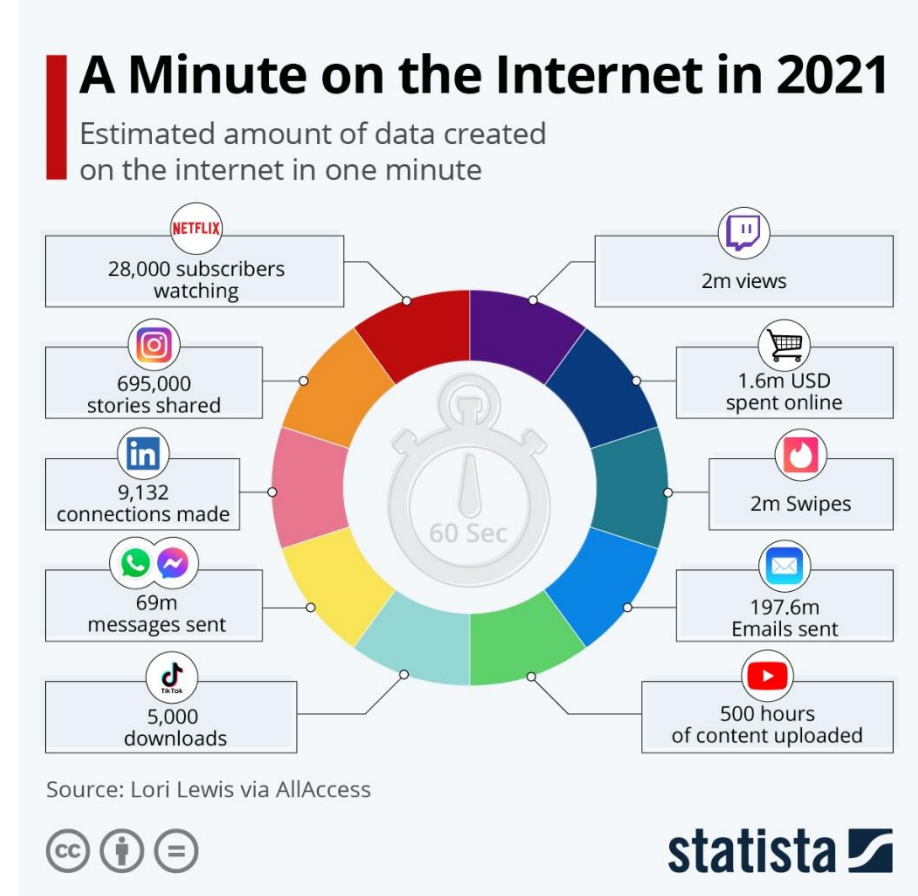 A Minute on the Internet in 2021
Estimated amount of data created
on the internet in one minute
NETFLIX
28,000 subscribers
watching
2m views
695,000
stories shared
1.6m USD
spent online
in
9,132
connections made
2m Swipes
69m
messages sent
197.6m
Emails sent
TikTok
5,000
downloads
500 hours
of content uploaded
60 Sec
Source: Lori Lewis via AllAccess
cc
statista